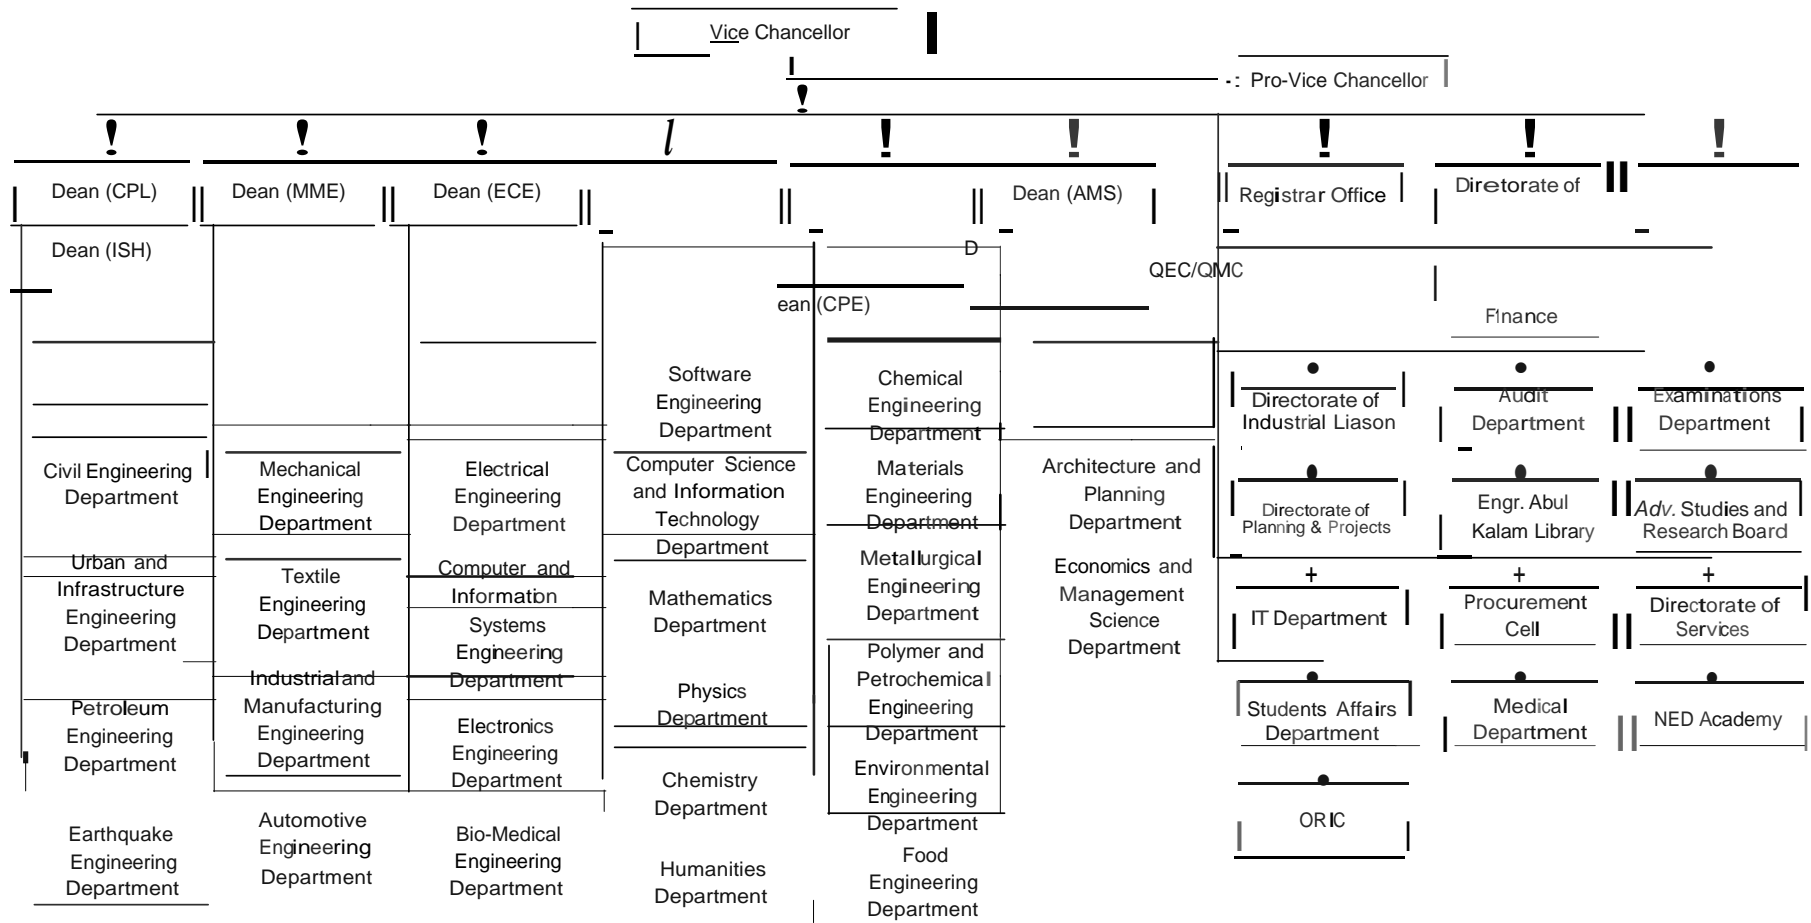 Vice Chancellor
Pro-Vice Chancellor
Dean (CPL)
Dean (MME)
Dean (ECE)
Dean (AMS)
Registrar Office
Directorate of
Dean (ISH)
D
QEC/QMC
ean (CPE)
Finance
Civil Engineering
Department
Urban and
Infrastructure
Engineering
Department
Petroleum
Engineering
Department
Earthquake
Engineering
Department
Mechanical
Engineering
Department
Textile
Engineering
Department
Industrial and
Manufacturing
Engineering
Department
Automotive
Engineering
Department
Electrical
Engineering
Department
Computer and
Information
Systems
Engineering
Department
Electronics
Engineering
Department
Bio-Medical
Engineering
Department
Software
Engineering
Department
Computer Science
and Information
Technology
Department
Mathematics
Department
Physics
Department
Chemistry
Department
Humanities
Department
Chemical
Engineering
Department
Materials
Engineering
Department
Metallurgical
Engineering
Department
Polymer and
Petrochemical
Engineering
Department
Environmental
Engineering
Department
Food
Engineering
Department
Architecture and
Planning
Department
Economics and
Management
Science
Department
Directorate of
Industrial Liason
Audit
Department
Examinations
Department
Directorate of
Planning & Projects
Engr. Abul
Kalam Library
Adv. Studies and
Research Board
IT Department
Procurement
Cell
Directorate of
Services
Students Affairs
Department
Medical
Department
NED Academy
ORIC